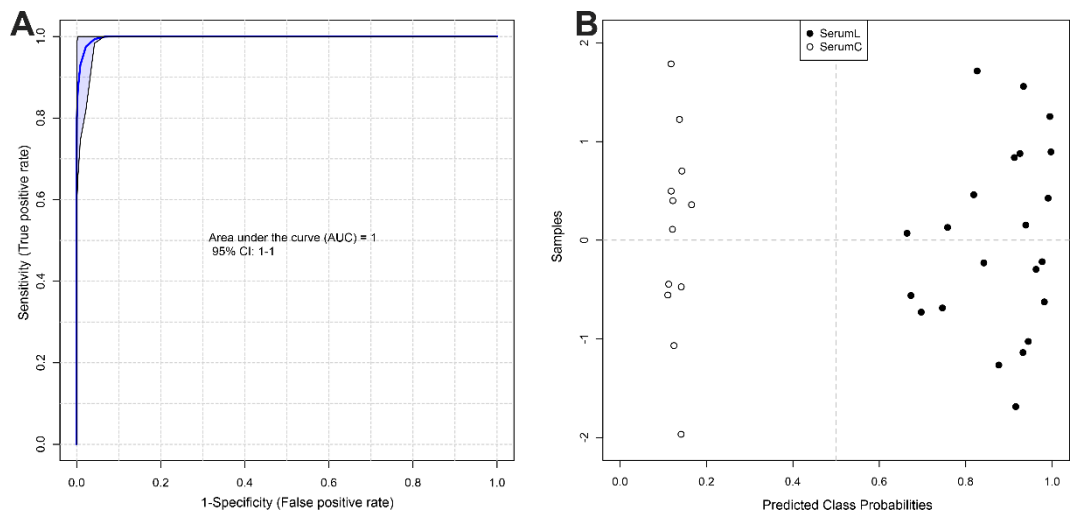 A
1.0
0.8
0.6
0.4
0.2
0.0
Sensitivity (True positive rate)
Area under the curve (AUC) = 1
95% CI: 1-1
0.0 0.2 0.4 0.6 0.8 1.0
1-Specificity (False positive rate)
B
SerumL
SerumC
2
1
0
-1
-2
Samples
0.0 0.2 0.4 0.6 0.8 1.0
Predicted Class Probabilities